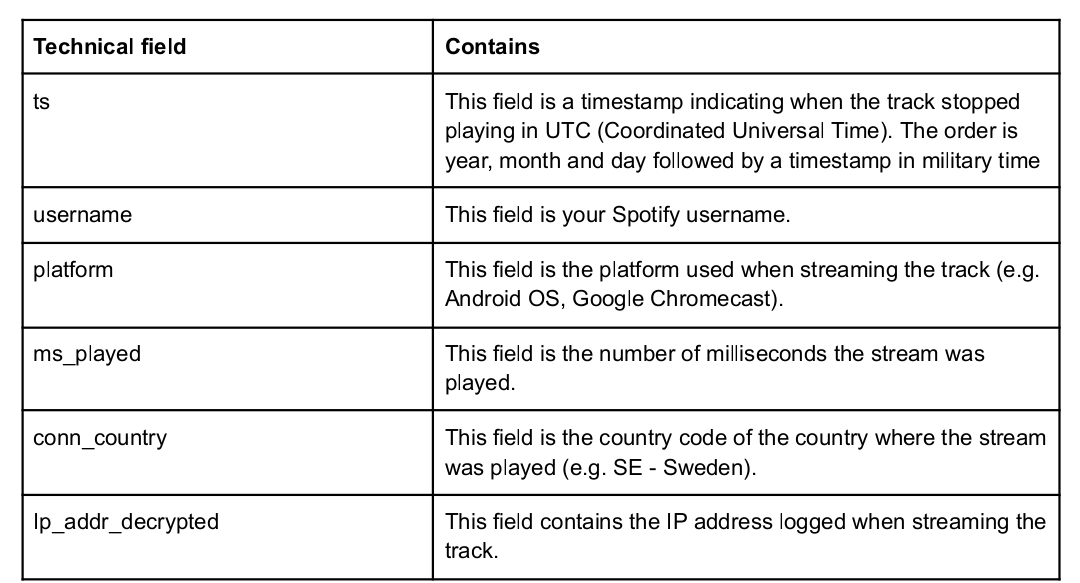 Technical field
Contains
ts
This field is a timestamp indicating when the track stopped
playing in UTC (Coordinated Universal Time). The order is
year, month and day followed by a timestamp in military time
username
This field is your Spotify username.
platform
This field is the platform used when streaming the track (e.g.
Android OS, Google Chromecast).
ms_played
This field is the number of milliseconds the stream was
played.
conn_country
This field is the country code of the country where the stream
was played (e.g. SE - Sweden).
Ip_addr_decrypted
This field contains the IP address logged when streaming the
track.